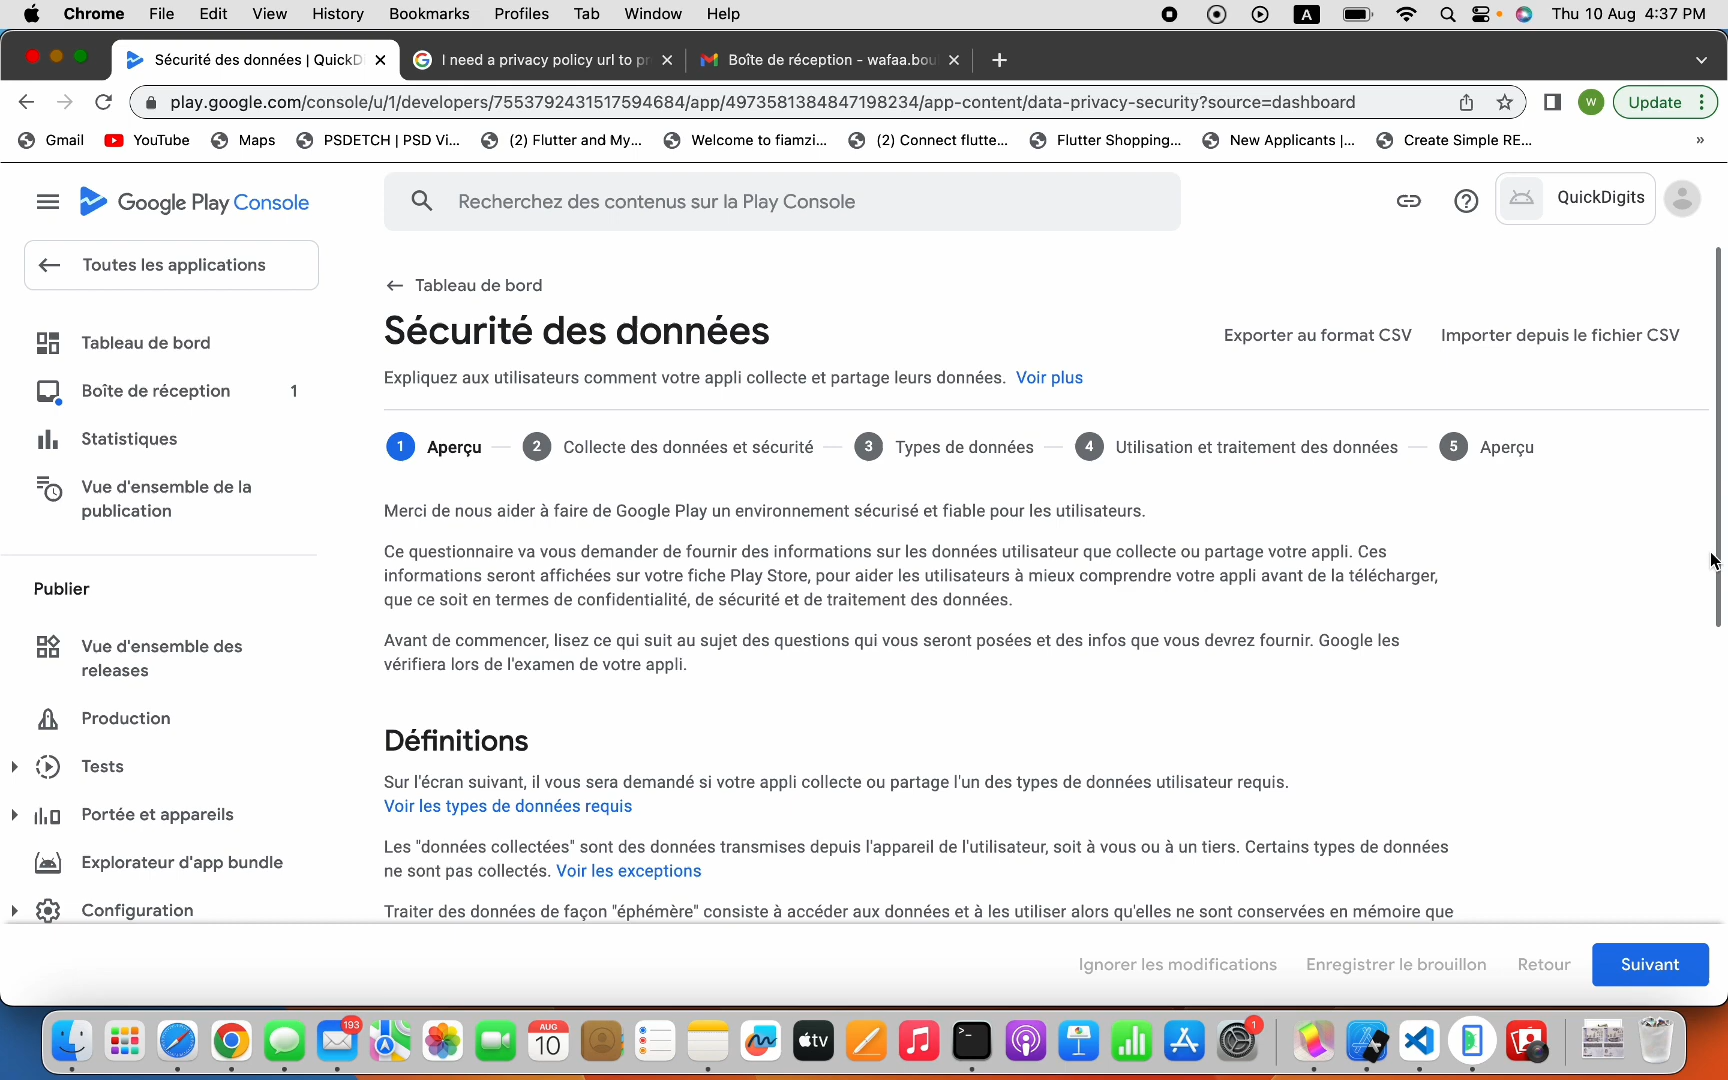 Chrome File Edit View History Bookmarks Profiles Tab Window Help A Thu 10 Aug 4:37 PM
Sécurité des données | QuickD I need a privacy policy url to pr Boîte de réception - wafaa.bou
play.google.com/console/u/1/developers/7553792431517594684/app/4973581384847198234/app-content/data-privacy-security?source=dashboard W Update
Gmail YouTube Maps PSDETCH | PSD Vi... (2) Flutter and My... Welcome to fiamzi... (2) Connect flutte... Flutter Shopping... New Applicants |... Create Simple RE... »
Google Play Console Recherchez des contenus sur la Play Console QuickDigits
Toutes les applications
Tableau de bord
Boîte de réception 1
Statistiques
Vue d'ensemble de la
publication
Publier
Vue d'ensemble des
releases
Production
Tests
Portée et appareils
Explorateur d'app bundle
Configuration
Tableau de bord
Sécurité des données
Exporter au format CSV Importer depuis le fichier CSV
Expliquez aux utilisateurs comment votre appli collecte et partage leurs données. Voir plus
1 Aperçu 2 Collecte des données et sécurité 3 Types de données 4 Utilisation et traitement des données 5 Aperçu
Merci de nous aider à faire de Google Play un environnement sécurisé et fiable pour les utilisateurs.
Ce questionnaire va vous demander de fournir des informations sur les données utilisateur que collecte ou partage votre appli. Ces
informations seront affichées sur votre fiche Play Store, pour aider les utilisateurs à mieux comprendre votre appli avant de la télécharger,
que ce soit en termes de confidentialité, de sécurité et de traitement des données.
Avant de commencer, lisez ce qui suit au sujet des questions qui vous seront posées et des infos que vous devrez fournir. Google les
vérifiera lors de l'examen de votre appli.
Définitions
Sur l'écran suivant, il vous sera demandé si votre appli collecte ou partage l'un des types de données utilisateur requis.
Voir les types de données requis
Les "données collectées" sont des données transmises depuis l'appareil de l'utilisateur, soit à vous ou à un tiers. Certains types de données
ne sont pas collectés. Voir les exceptions
Traiter des données de façon "éphémère" consiste à accéder aux données et à les utiliser alors qu'elles ne sont conservées en mémoire que
Ignorer les modifications Enregistrer le brouillon Retour Suivant
193 AUG 10 tv 1